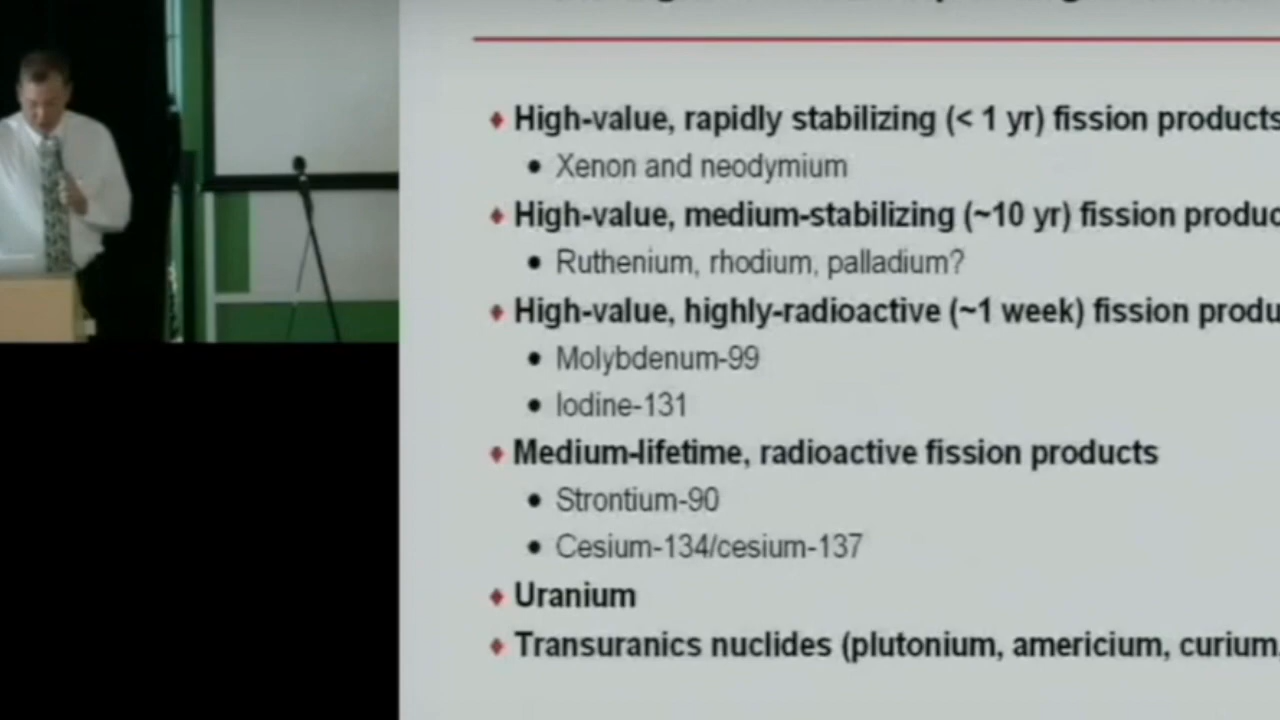 High-value, rapidly stabilizing (< 1 yr) fission products
Xenon and neodymium
High-value, medium-stabilizing (~10 yr) fission produc
Ruthenium, rhodium, palladium?
High-value, highly-radioactive (~1 week) fission produ
Molybdenum-99
Iodine-131
Medium-lifetime, radioactive fission products
Strontium-90
Cesium-134/cesium-137
Uranium
Transuranics nuclides (plutonium, americium, curium,